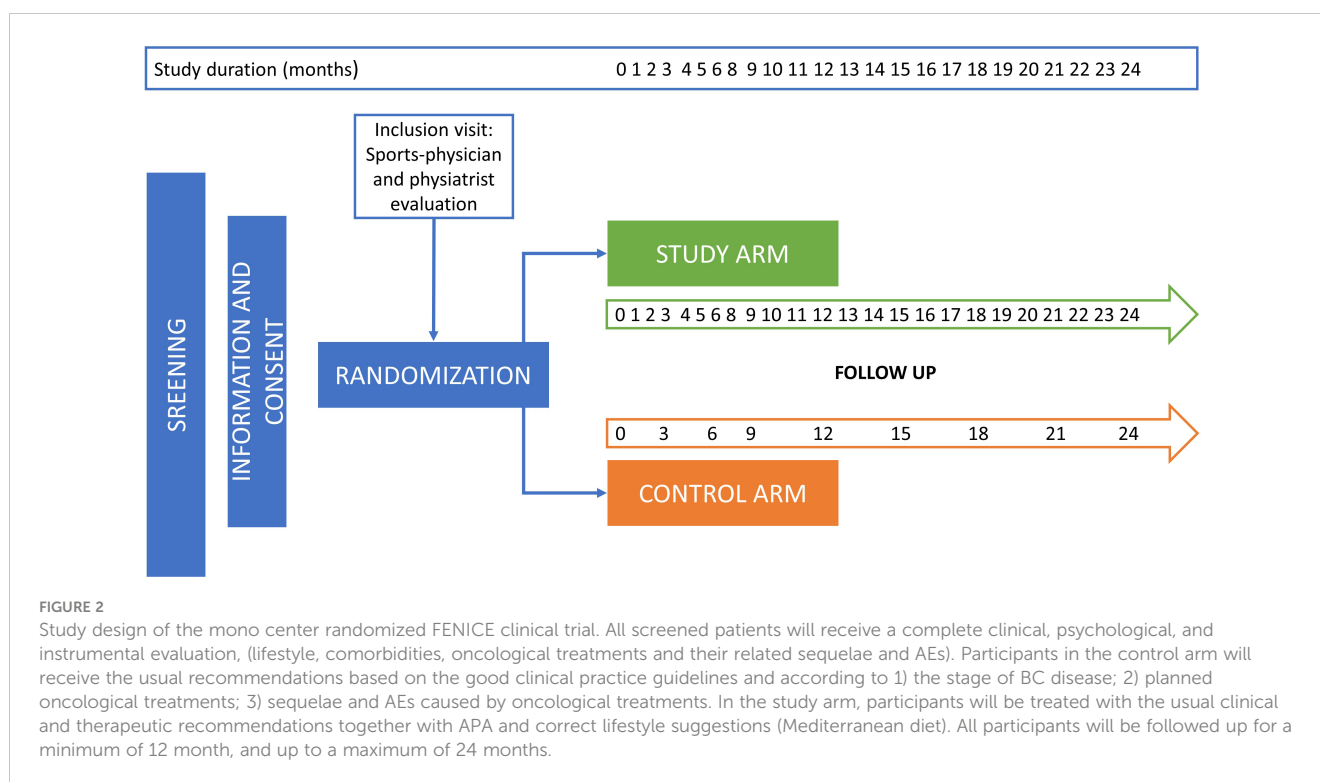 Study duration (months) 0 1 2 3 4 5 6 8 9 10 11 12 13 14 15 16 17 18 19 20 21 22 23 24
Inclusion visit:
Sports-physician
and physiatrist
evaluation
SREENING
INFORMATION AND
CONSENT
RANDOMIZATION
STUDY ARM
0 1 2 3 4 5 6 8 9 10 11 12 13 14 15 16 17 18 19 20 21 22 23 24
FOLLOW UP
0 3 6 9 12 15 18 21 24
CONTROL ARM
FIGURE 2
Study design of the mono center randomized FENICE clinical trial. All screened patients will receive a complete clinical, psychological, and
instrumental evaluation, (lifestyle, comorbidities, oncological treatments and their related sequelae and AEs). Participants in the control arm will
receive the usual recommendations based on the good clinical practice guidelines and according to 1) the stage of BC disease; 2) planned
oncological treatments; 3) sequelae and AEs caused by oncological treatments. In the study arm, participants will be treated with the usual clinical
and therapeutic recommendations together with APA and correct lifestyle suggestions (Mediterranean diet). All participants will be followed up for a
minimum of 12 month, and up to a maximum of 24 months.